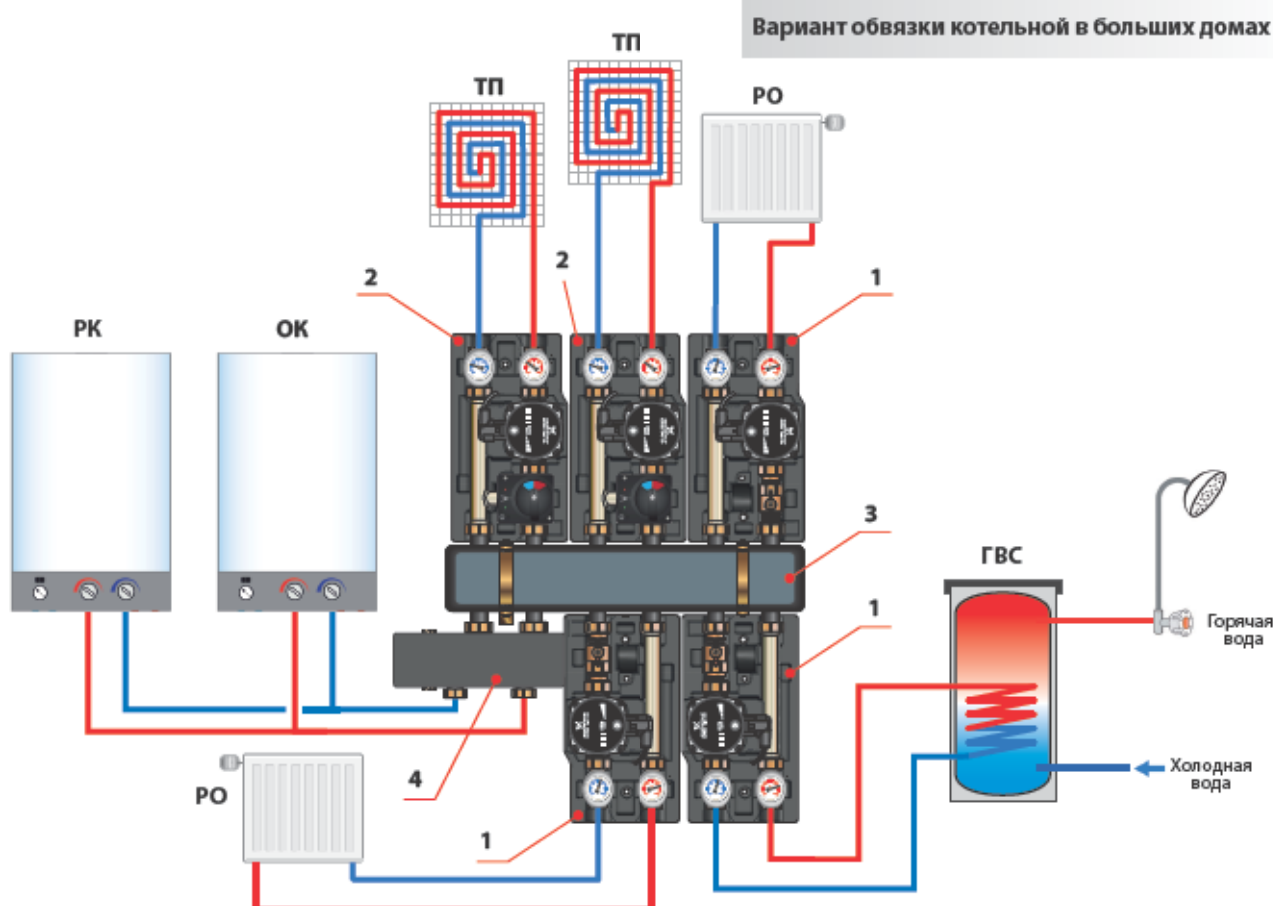 Вариант обвязки котельной в больших домах
ТП
ТП
РО
2
2
1
РК
ОК
3
ГВС
1
Горячая
вода
4
РО
Холодная
вода
1